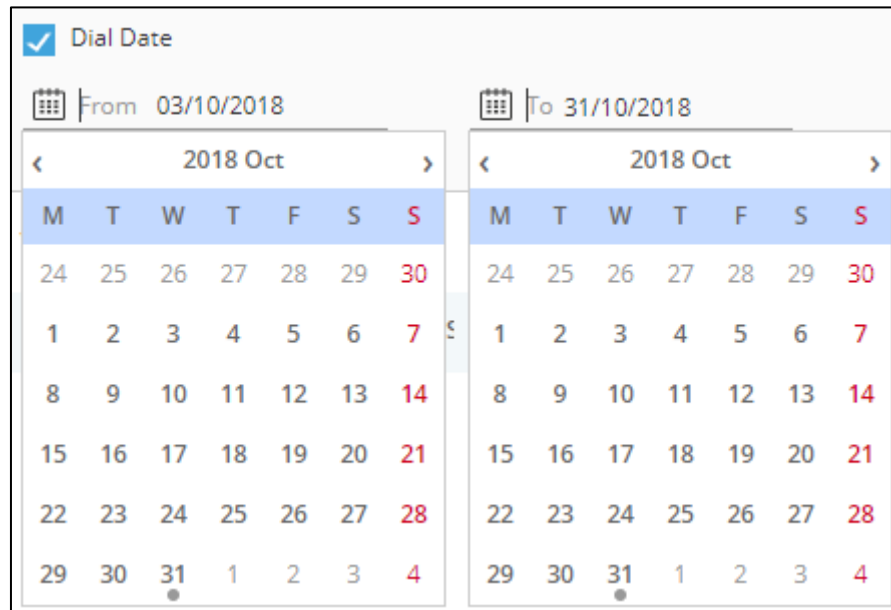 Dial Date
From 03/10/2018
To 31/10/2018
‹ 2018 Oct ›
M T W T F S S
24 25 26 27 28 29 30
1 2 3 4 5 6 7
8 9 10 11 12 13 14
15 16 17 18 19 20 21
22 23 24 25 26 27 28
29 30 31 1 2 3 4
‹ 2018 Oct ›
M T W T F S S
24 25 26 27 28 29 30
1 2 3 4 5 6 7
8 9 10 11 12 13 14
15 16 17 18 19 20 21
22 23 24 25 26 27 28
29 30 31 1 2 3 4